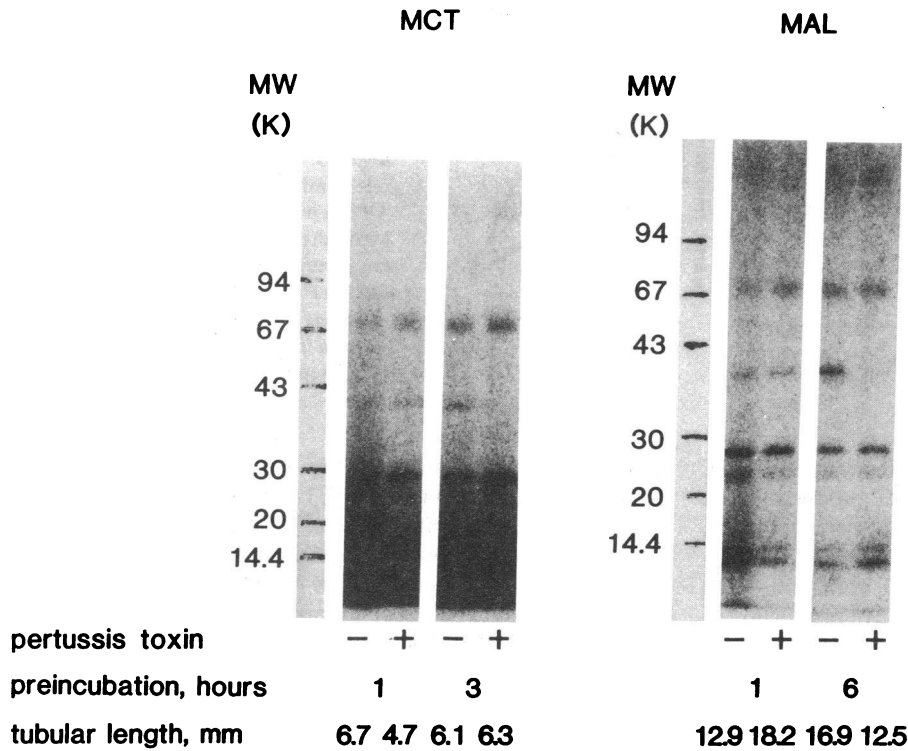 MCT MAL
MW MW
(K) (K)
94 94
67 67
43 43
30 30
20 20
14.4 14.4
pertussis toxin − + − + − + − +
preincubation, hours 1 3 1 6
tubular length, mm 6.7 4.7 6.1 6.3 12.9 18.2 16.9 12.5